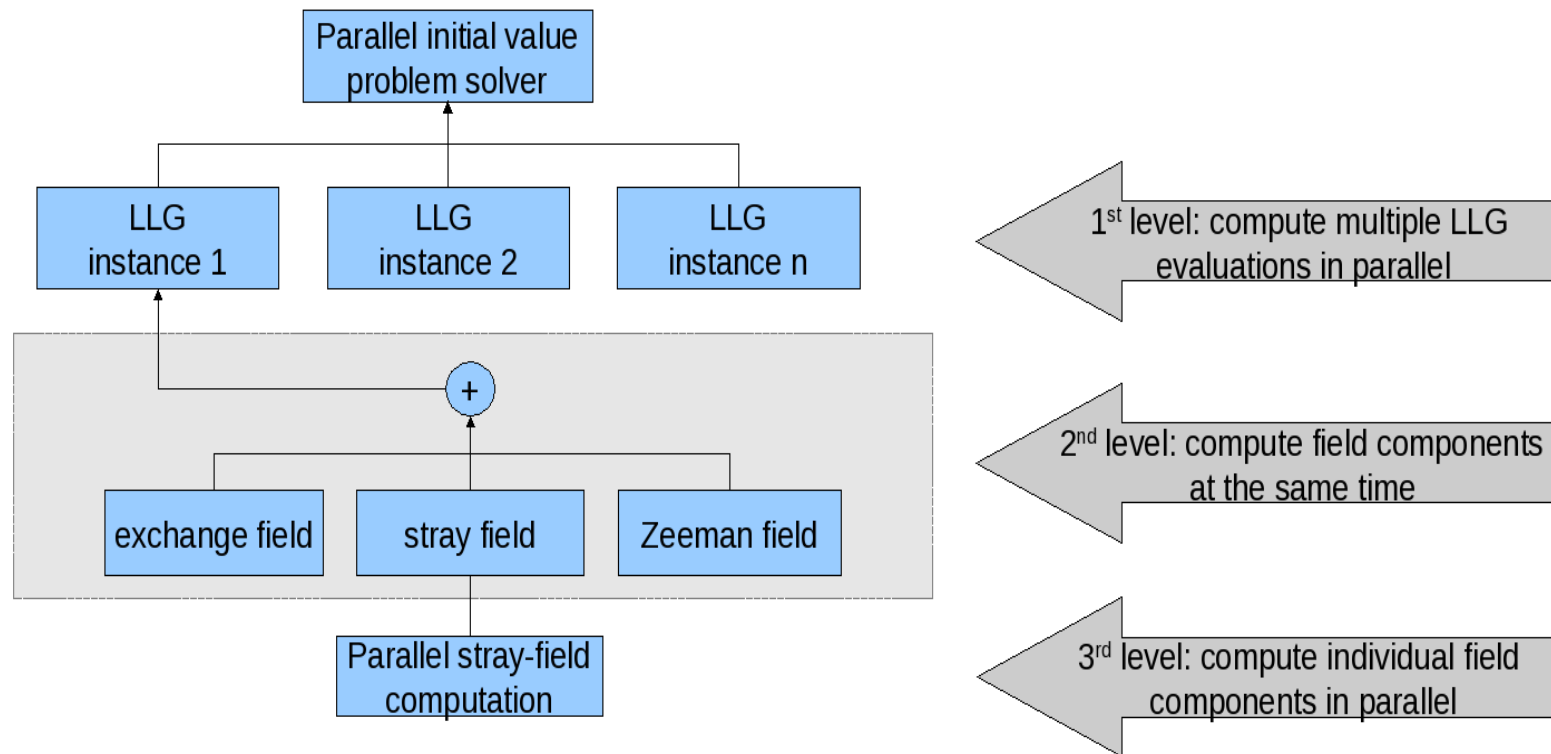 Parallel initial value
problem solver
LLG
instance 1
LLG
instance 2
LLG
instance n
1st level: compute multiple LLG
evaluations in parallel
+
2nd level: compute field components
at the same time
exchange field
stray field
Zeeman field
Parallel stray-field
computation
3rd level: compute individual field
components in parallel